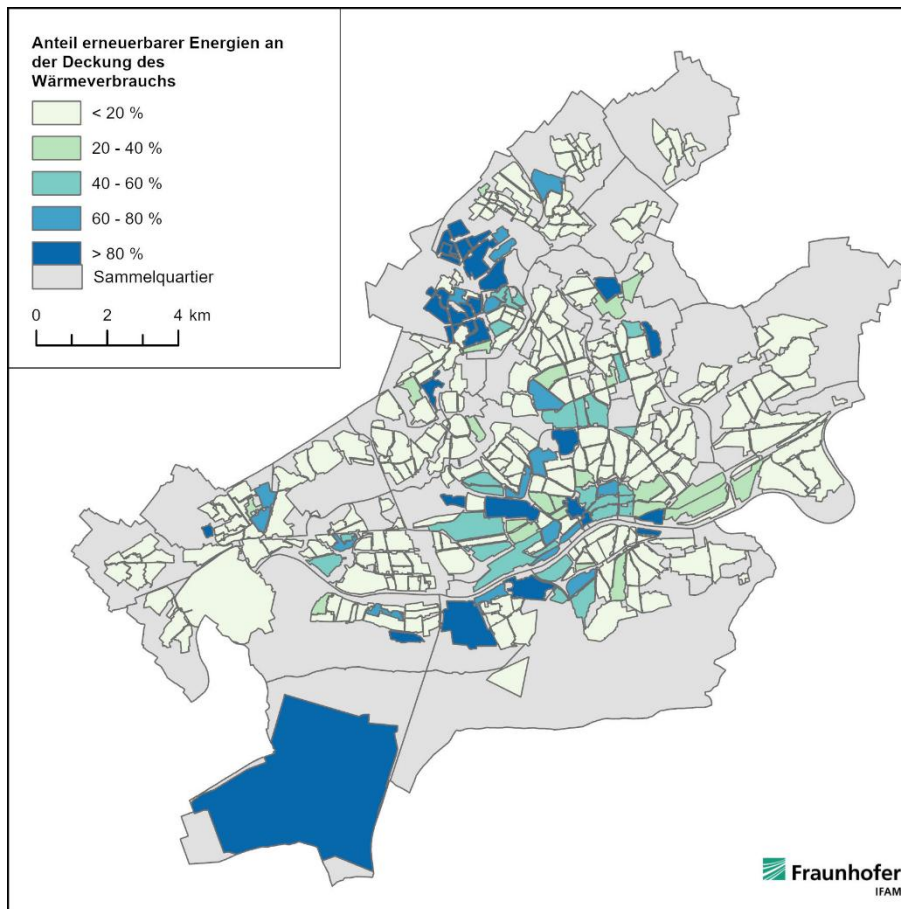 Anteil erneuerbarer Energien an
der Deckung des
Wärmeverbrauchs
< 20 %
20 - 40 %
40 - 60 %
60 - 80 %
> 80 %
Sammelquartier
0 2 4 km
Fraunhofer
IFAM